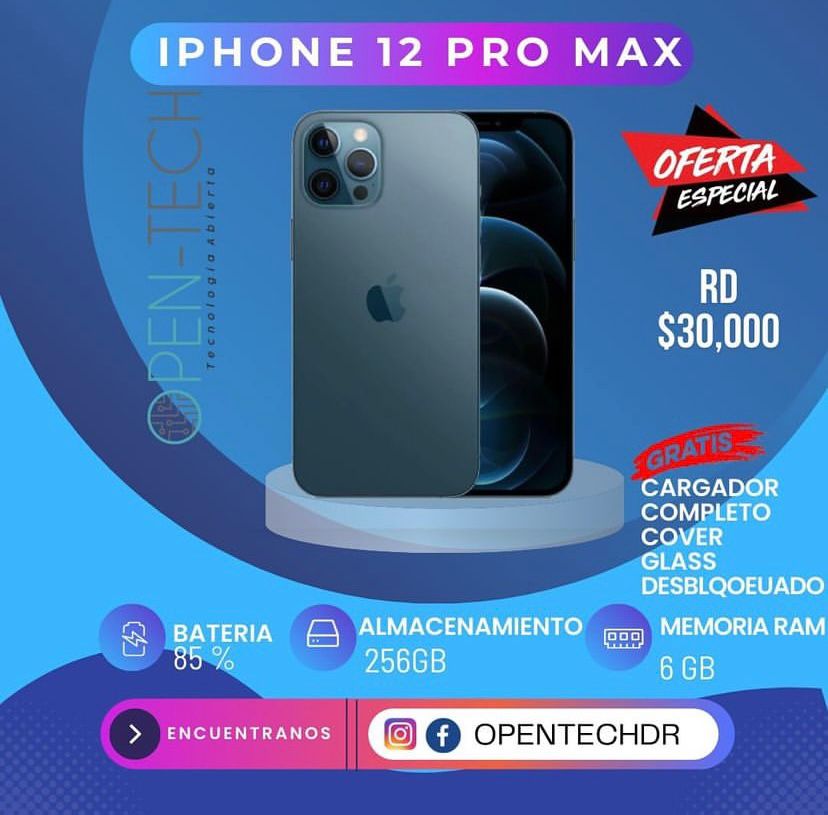 IPHONE 12 PRO MAX
OPEN-TECH
Tecnología Abierta
OFERTA
ESPECIAL
RD
$30,000
GRATIS
CARGADOR
COMPLETO
COVER
GLASS
DESBLQOEUADO
BATERIA
85 %
ALMACENAMIENTO
256GB
MEMORIA RAM
6 GB
ENCUENTRANOS
OPENTECHDR